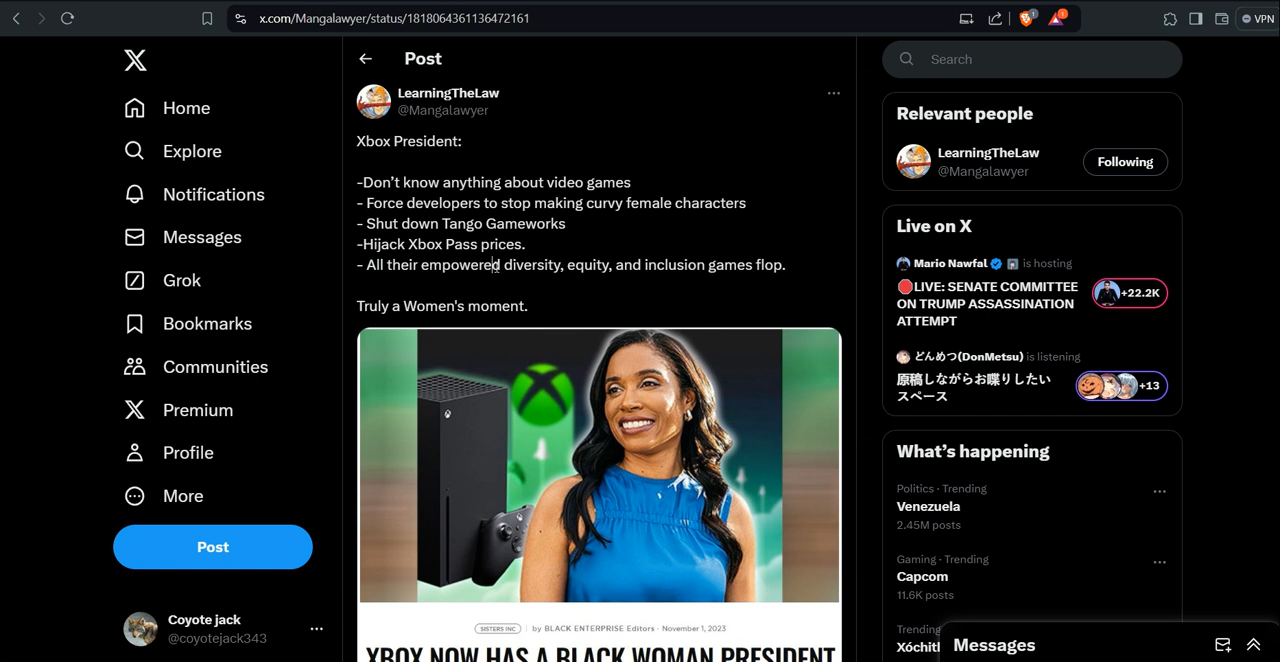 x.com/Mangalawyer/status/1818064361136472161
1
1
VPN
Home
Explore
Notifications
Messages
Grok
Bookmarks
Communities
Premium
Profile
More
Post
Coyote jack
@coyotejack343
Post
LearningTheLaw
@Mangalawyer
Xbox President:
-Don't know anything about video games
- Force developers to stop making curvy female characters
- Shut down Tango Gameworks
-Hijack Xbox Pass prices.
- All their empowered diversity, equity, and inclusion games flop.
Truly a Women's moment.
SISTERS INC by BLACK ENTERPRISE Editors · November 1, 2023
XBOX NOW HAS A BLACK WOMAN PRESIDENT
Search
Relevant people
LearningTheLaw
@Mangalawyer
Following
Live on X
Mario Nawfal is hosting
LIVE: SENATE COMMITTEE
ON TRUMP ASSASSINATION
ATTEMPT
+22.2K
どんめつ(DonMetsu) is listening
原稿しながらお喋りしたい
スペース
+13
What's happening
Politics · Trending
Venezuela
2.45M posts
Gaming · Trending
Capcom
11.6K posts
Trending
Xóchitl
Messages